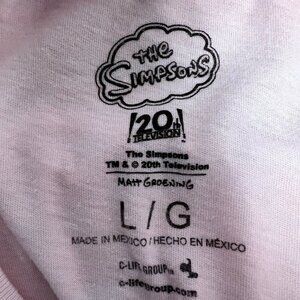 The
SIMPSONS
20th
TELEVISION
The Simpsons
TM & © 20th Television
MATT GROENING
L / G
MADE IN MEXICO / HECHO EN MÉXICO
C-LIFE GROUP
c-lifegroup.com